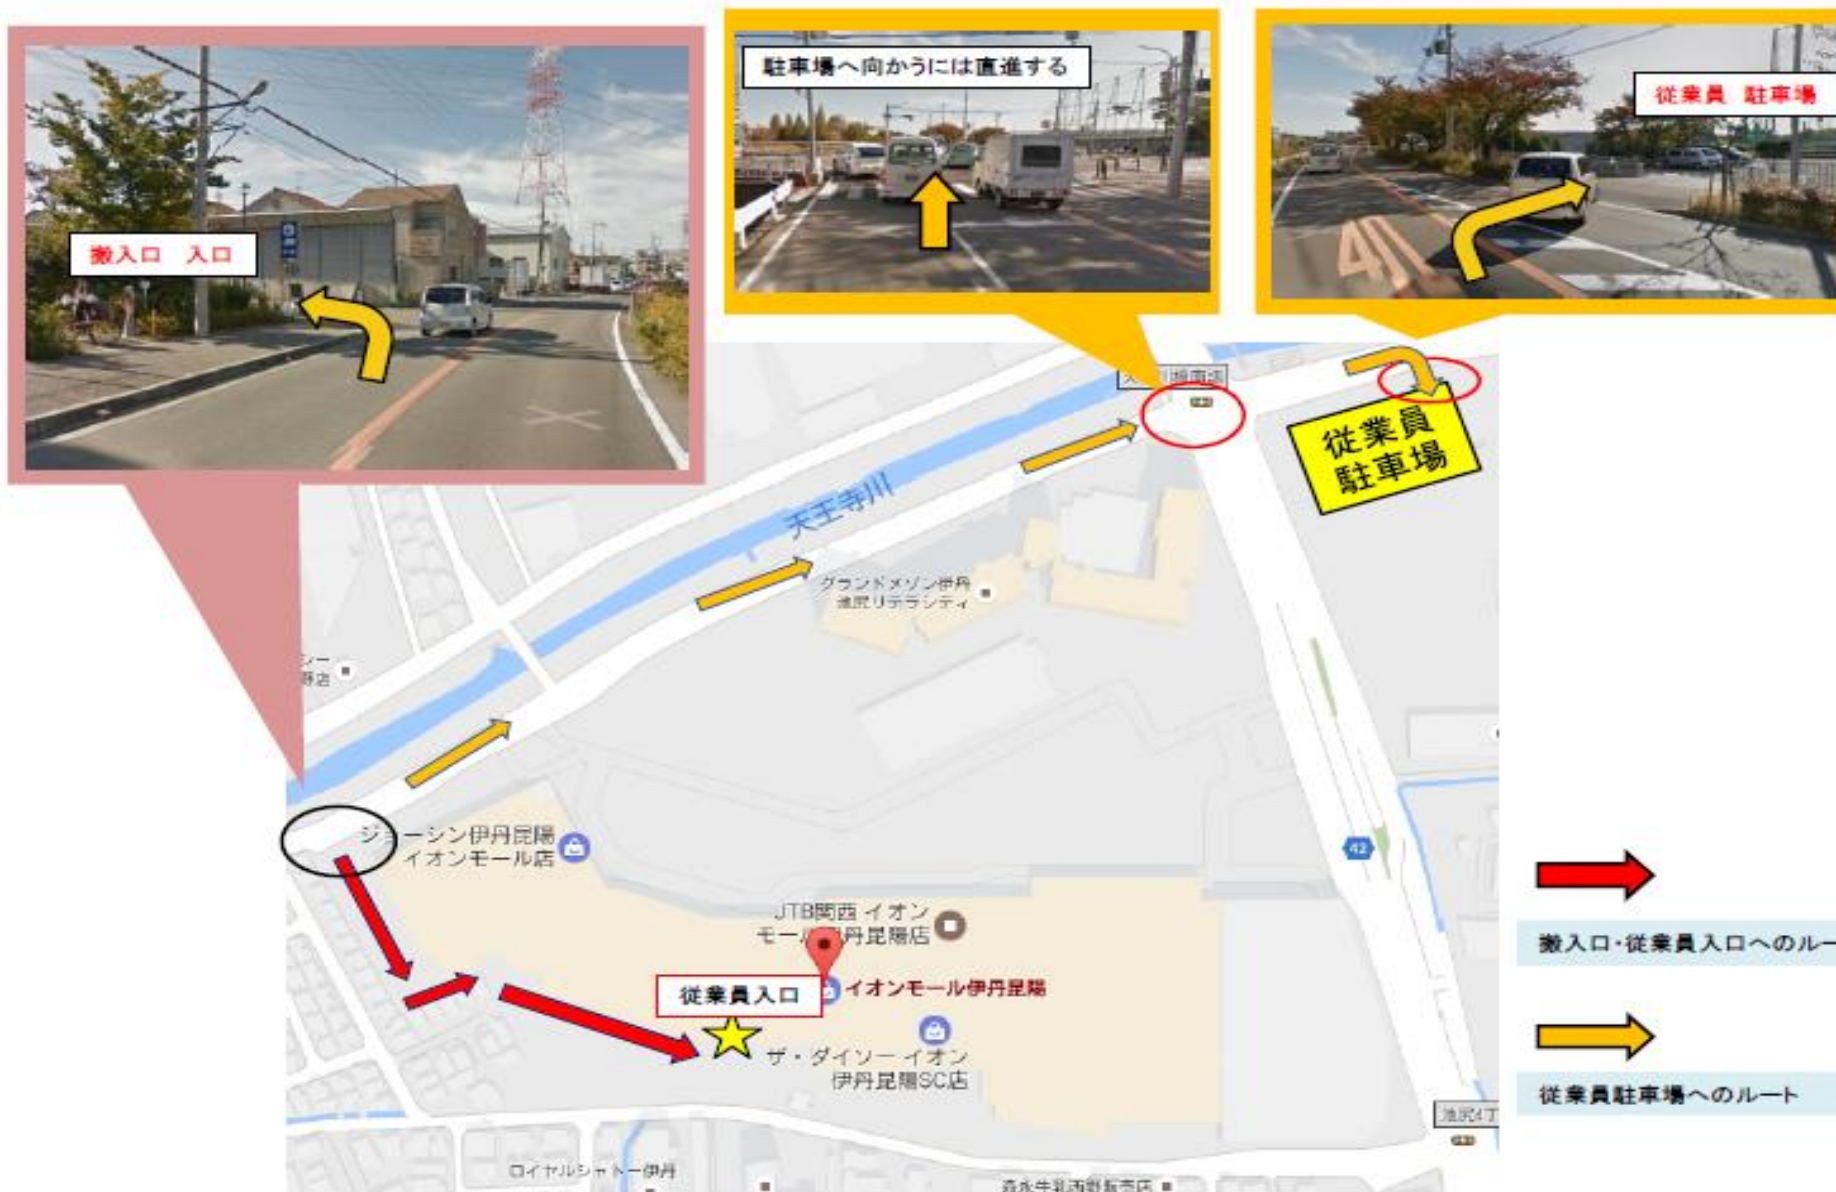 搬入口 入口
駐車場へ向かうには直進する
従業員 駐車場
従業員
駐車場
天王寺川
グランドメゾン伊丹
池尻リテラシティ
ジョーシン伊丹昆陽
イオンモール店
JTB関西 イオン
モール伊丹昆陽店
従業員入口
イオンモール伊丹昆陽
ザ・ダイソー イオン
伊丹昆陽SC店
42
搬入口・従業員入口へのルー
従業員駐車場へのルート
池尻4丁
ロイヤルシャトー伊丹
森永牛乳西野販売店